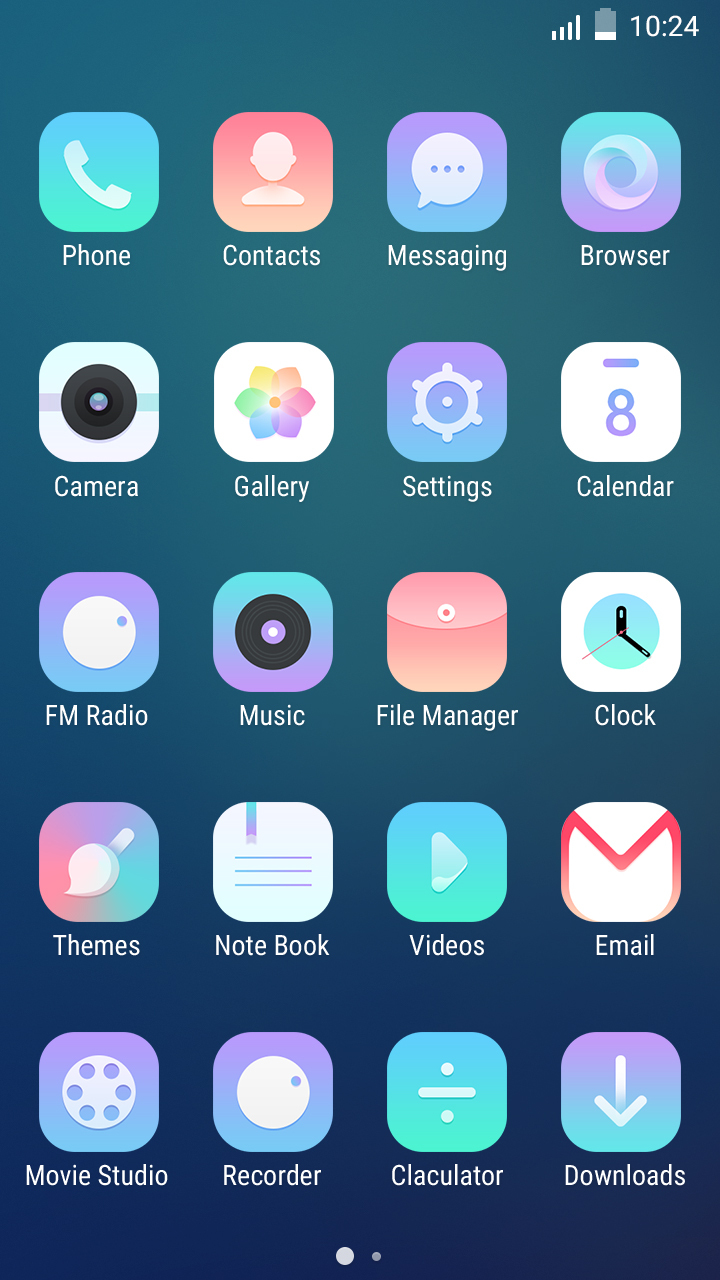 10:24
Phone Contacts Messaging Browser
8
Camera Gallery Settings Calendar
FM Radio Music File Manager Clock
Themes Note Book Videos Email
Movie Studio Recorder Claculator Downloads